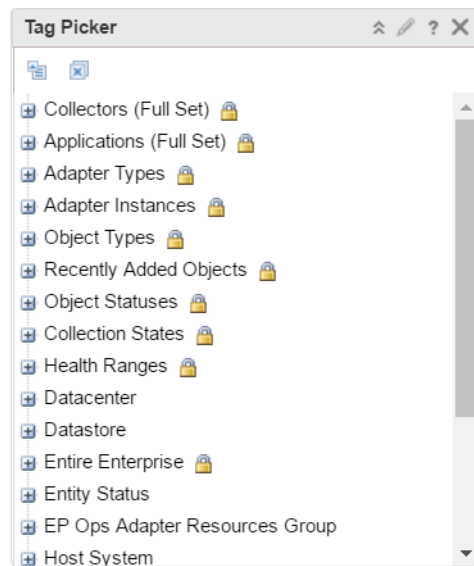 Tag Picker ?
Collectors (Full Set)
Applications (Full Set)
Adapter Types
Adapter Instances
Object Types
Recently Added Objects
Object Statuses
Collection States
Health Ranges
Datacenter
Datastore
Entire Enterprise
Entity Status
EP Ops Adapter Resources Group
Host System